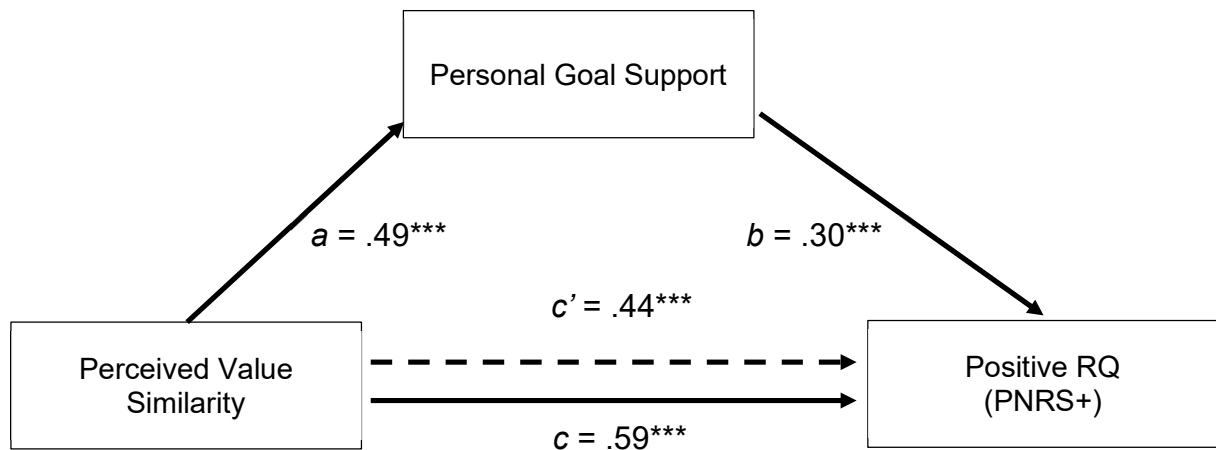 Personal Goal Support
a = .49***
b = .30***
c’ = .44***
Perceived Value
Similarity
Positive RQ
(PNRS+)
c = .59***